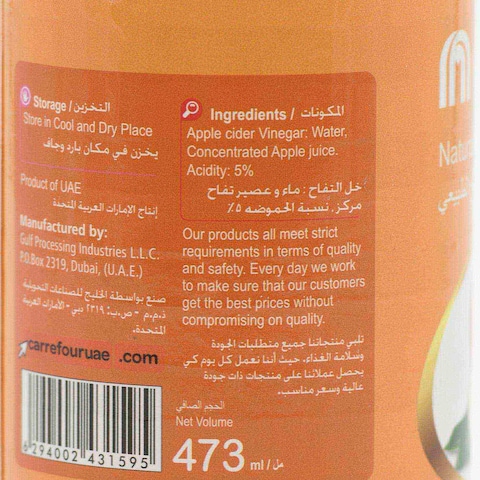 Storage / التخزين
Store in Cool and Dry Place
يخزن في مكان بارد وجاف
Product of UAE
إنتاج الإمارات العربية المتحدة
Manufactured by:
Gulf Processing Industries L.L.C.
P.O.Box 2319, Dubai, (U.A.E.)
صنع بواسطة الخليج للصناعات التحويلية
ذ.م.م - ص.ب: ٢٣١٩ دبي - الأمارات العربية
المتحدة.
carrefouruae .com
6 294002 431595
Ingredients / المكونات
Apple cider Vinegar: Water,
Concentrated Apple juice.
Acidity: 5%
خل التفاح : ماء و عصير تفاح
مركز. نسبة الحموضه ٥٪
Our products all meet strict
requirements in terms of quality
and safety. Every day we work
to make sure that our customers
get the best prices without
compromising on quality.
تلبي منتجاتنا جميع متطلبات الجودة
وسلامة الغذاء، حيث أننا نعمل كل يوم كي
يحصل عملائنا على منتجات ذات جودة
عالية وسعر مناسب.
الحجم الصافي
Net Volume
473 ml / مل
Natu